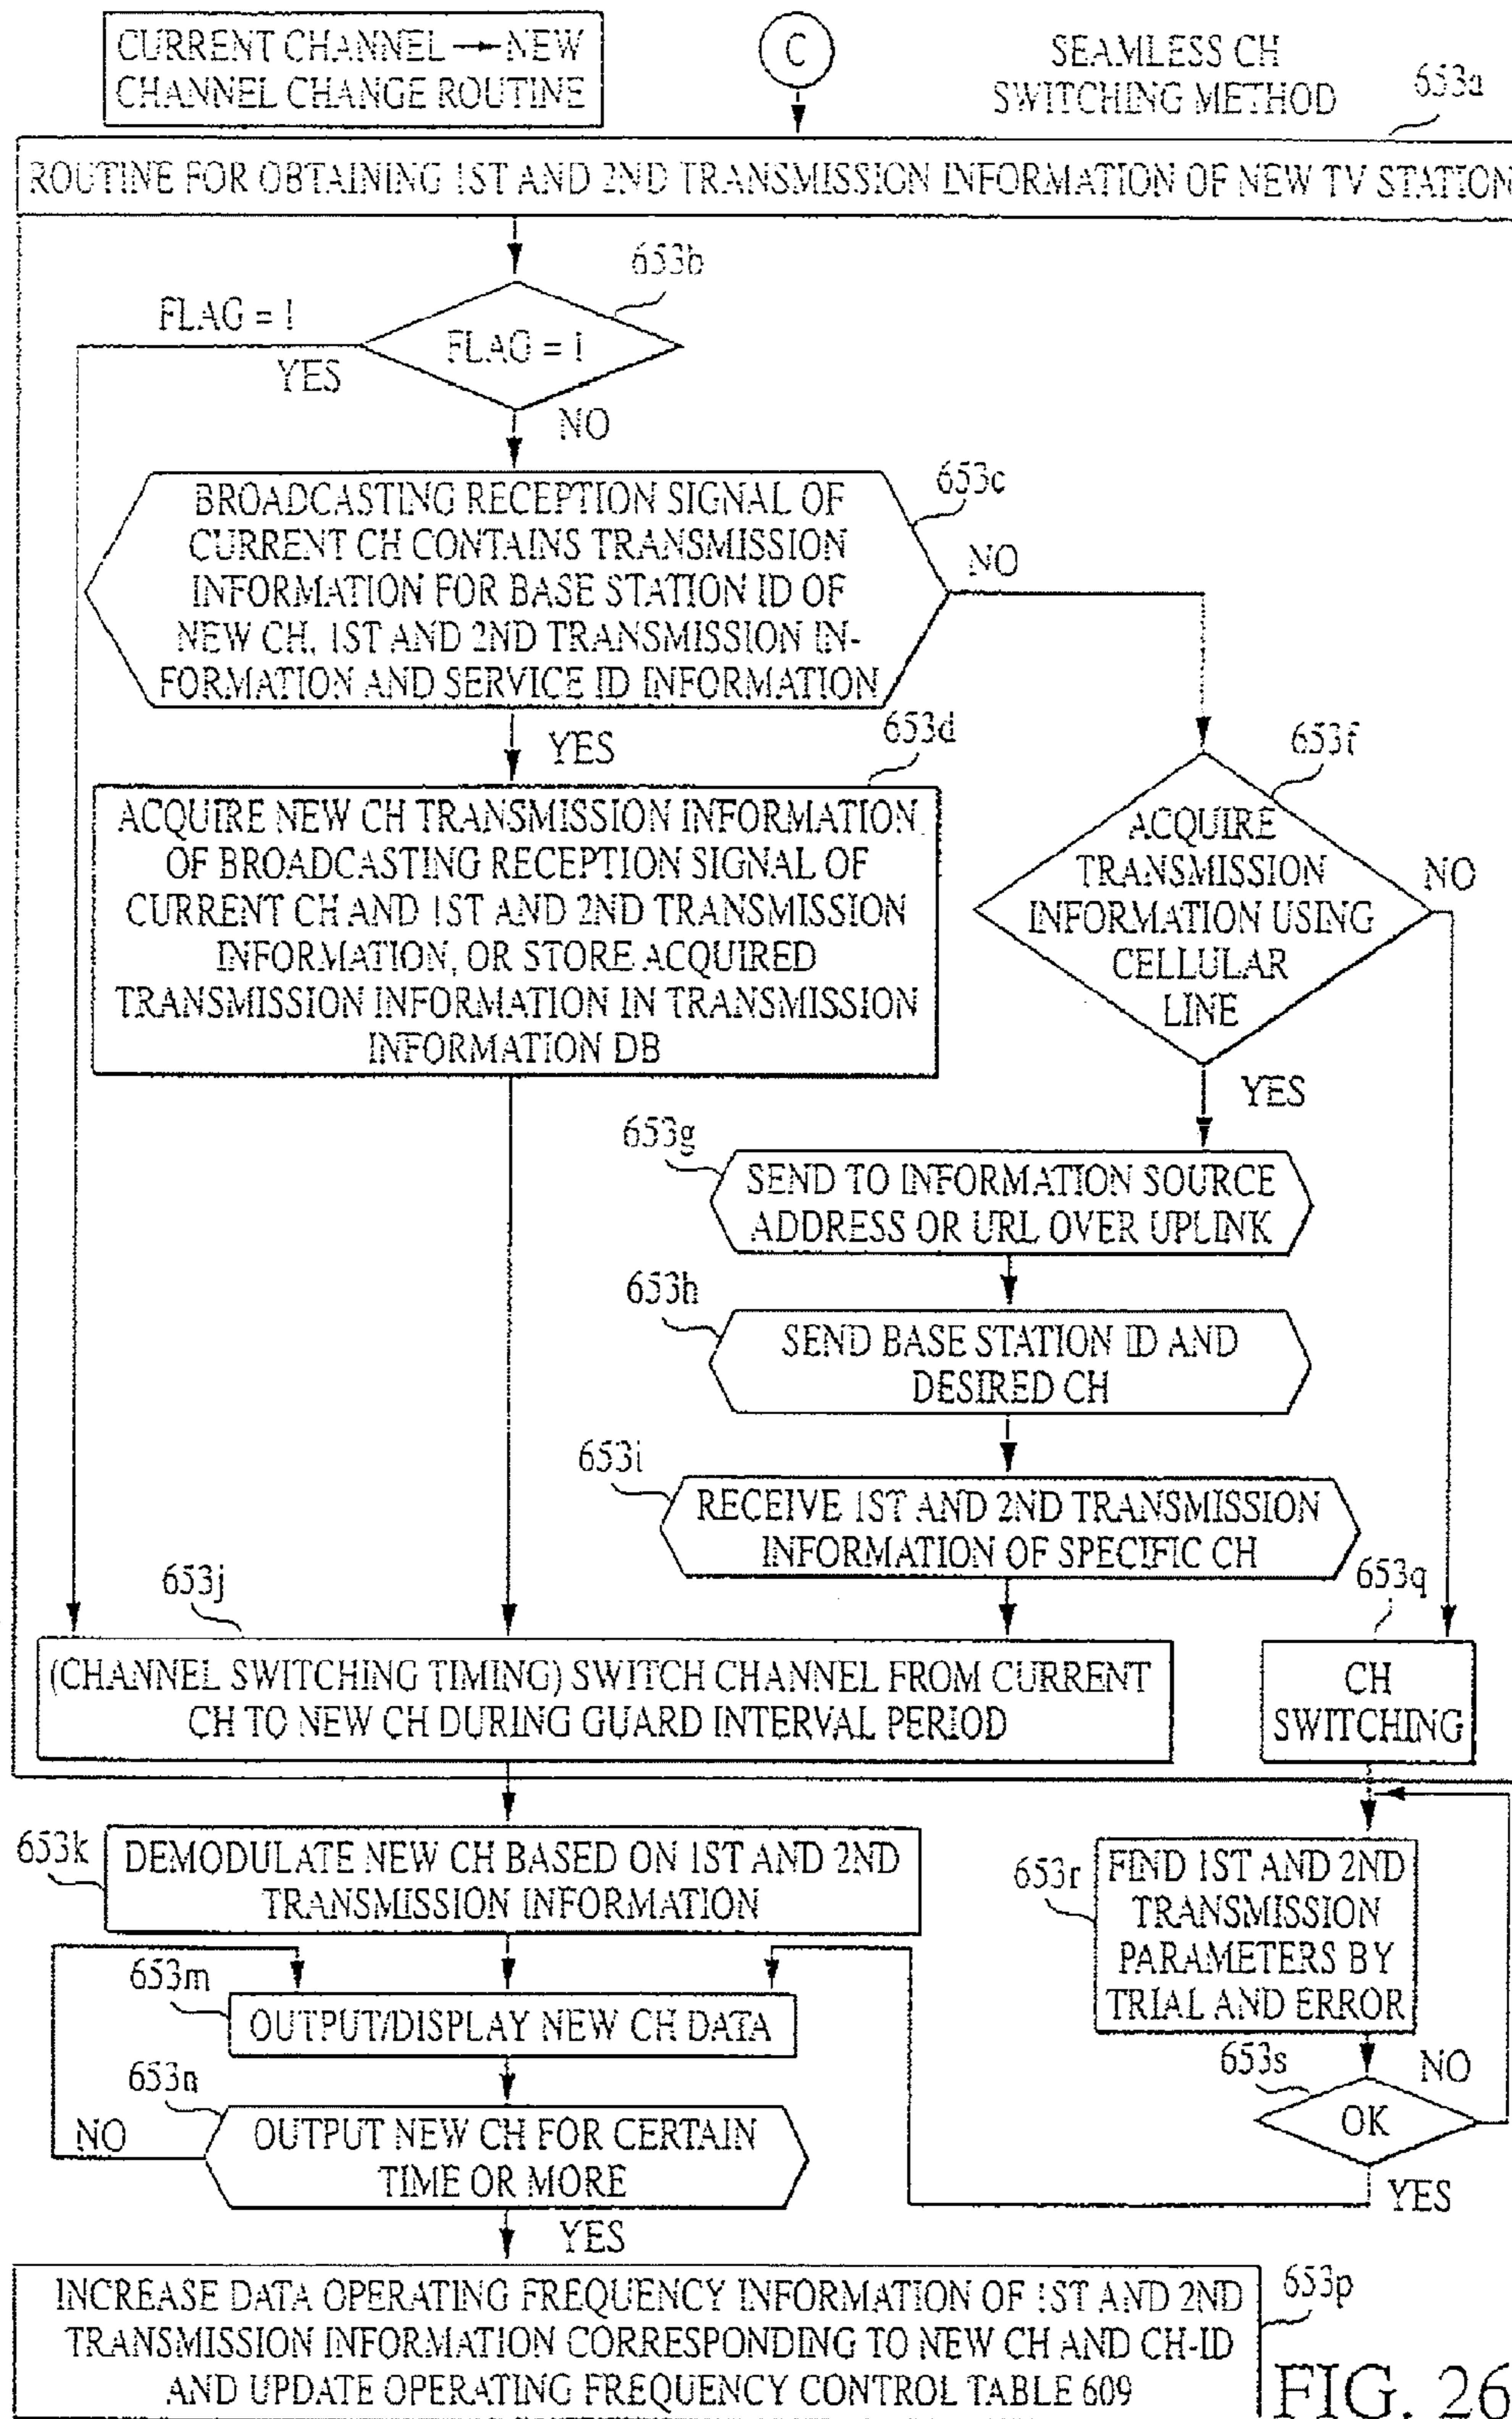 CURRENT CHANNEL → NEW
CHANNEL CHANGE ROUTINE
C
SEAMLESS CH
SWITCHING METHOD
653a
ROUTINE FOR OBTAINING 1ST AND 2ND TRANSMISSION INFORMATION OF NEW TV STATION
653b
FLAG = 1
YES
FLAG = 1
NO
653c
BROADCASTING RECEPTION SIGNAL OF
CURRENT CH CONTAINS TRANSMISSION
INFORMATION FOR BASE STATION ID OF
NEW CH, 1ST AND 2ND TRANSMISSION IN-
FORMATION AND SERVICE ID INFORMATION
NO
YES
653d
ACQUIRE NEW CH TRANSMISSION INFORMATION
OF BROADCASTING RECEPTION SIGNAL OF
CURRENT CH AND 1ST AND 2ND TRANSMISSION
INFORMATION, OR STORE ACQUIRED
TRANSMISSION INFORMATION IN TRANSMISSION
INFORMATION DB
653f
ACQUIRE
TRANSMISSION
INFORMATION USING
CELLULAR
LINE
NO
YES
653g
SEND TO INFORMATION SOURCE
ADDRESS OR URL OVER UPLINK
653h
SEND BASE STATION ID AND
DESIRED CH
653i
RECEIVE 1ST AND 2ND TRANSMISSION
INFORMATION OF SPECIFIC CH
653j
(CHANNEL SWITCHING TIMING) SWITCH CHANNEL FROM CURRENT
CH TO NEW CH DURING GUARD INTERVAL PERIOD
653q
CH
SWITCHING
653k
DEMODULATE NEW CH BASED ON 1ST AND 2ND
TRANSMISSION INFORMATION
653r
FIND 1ST AND 2ND
TRANSMISSION
PARAMETERS BY
TRIAL AND ERROR
653m
OUTPUT/DISPLAY NEW CH DATA
653s
OK
NO
YES
653n
OUTPUT NEW CH FOR CERTAIN
TIME OR MORE
NO
YES
653p
INCREASE DATA OPERATING FREQUENCY INFORMATION OF 1ST AND 2ND
TRANSMISSION INFORMATION CORRESPONDING TO NEW CH AND CH-ID
AND UPDATE OPERATING FREQUENCY CONTROL TABLE 609
FIG. 26